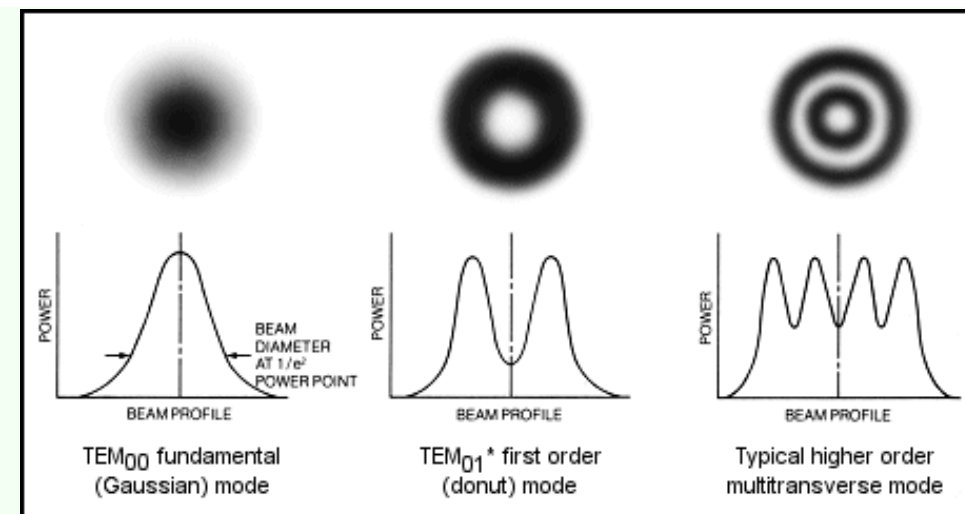 POWER
BEAM
DIAMETER
AT 1/e²
POWER POINT
BEAM PROFILE
TEM₀₀ fundamental
(Gaussian) mode
POWER
BEAM PROFILE
TEM₀₁* first order
(donut) mode
POWER
BEAM PROFILE
Typical higher order
multitransverse mode